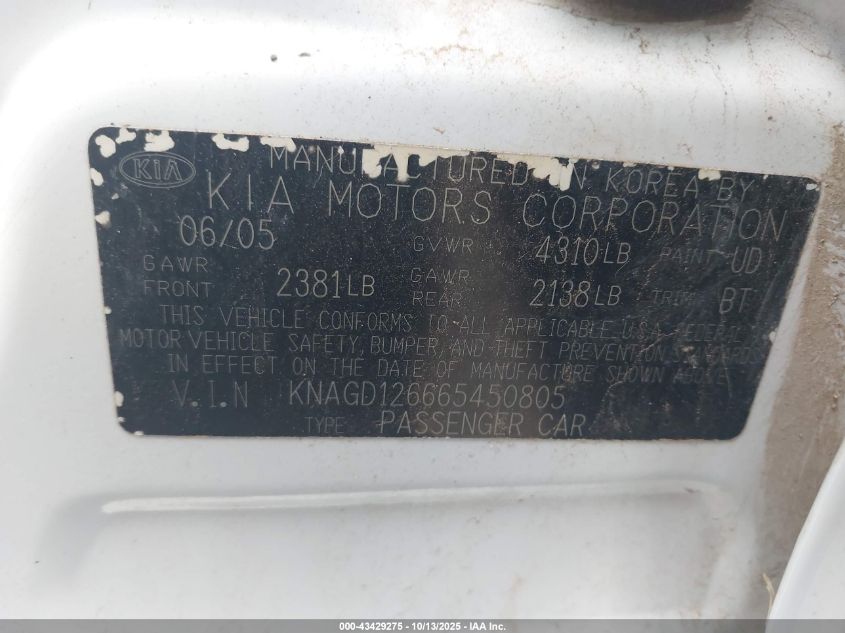 KIA MANUFACTURED IN KOREA BY
KIA MOTORS CORPORATION
06/05 GVWR 4310LB PAINT UD
GAWR FRONT 2381LB GAWR REAR 2138LB TRIM BT
THIS VEHICLE CONFORMS TO ALL APPLICABLE U.S.A FEDERAL
MOTOR VEHICLE SAFETY, BUMPER, AND THEFT PREVENTION STANDARDS
IN EFFECT ON THE DATE OF MANUFACTURE SHOWN ABOVE
V.I.N KNAGD126665450805
TYPE PASSENGER CAR
000-43429275 - 10/13/2025 - IAA Inc.